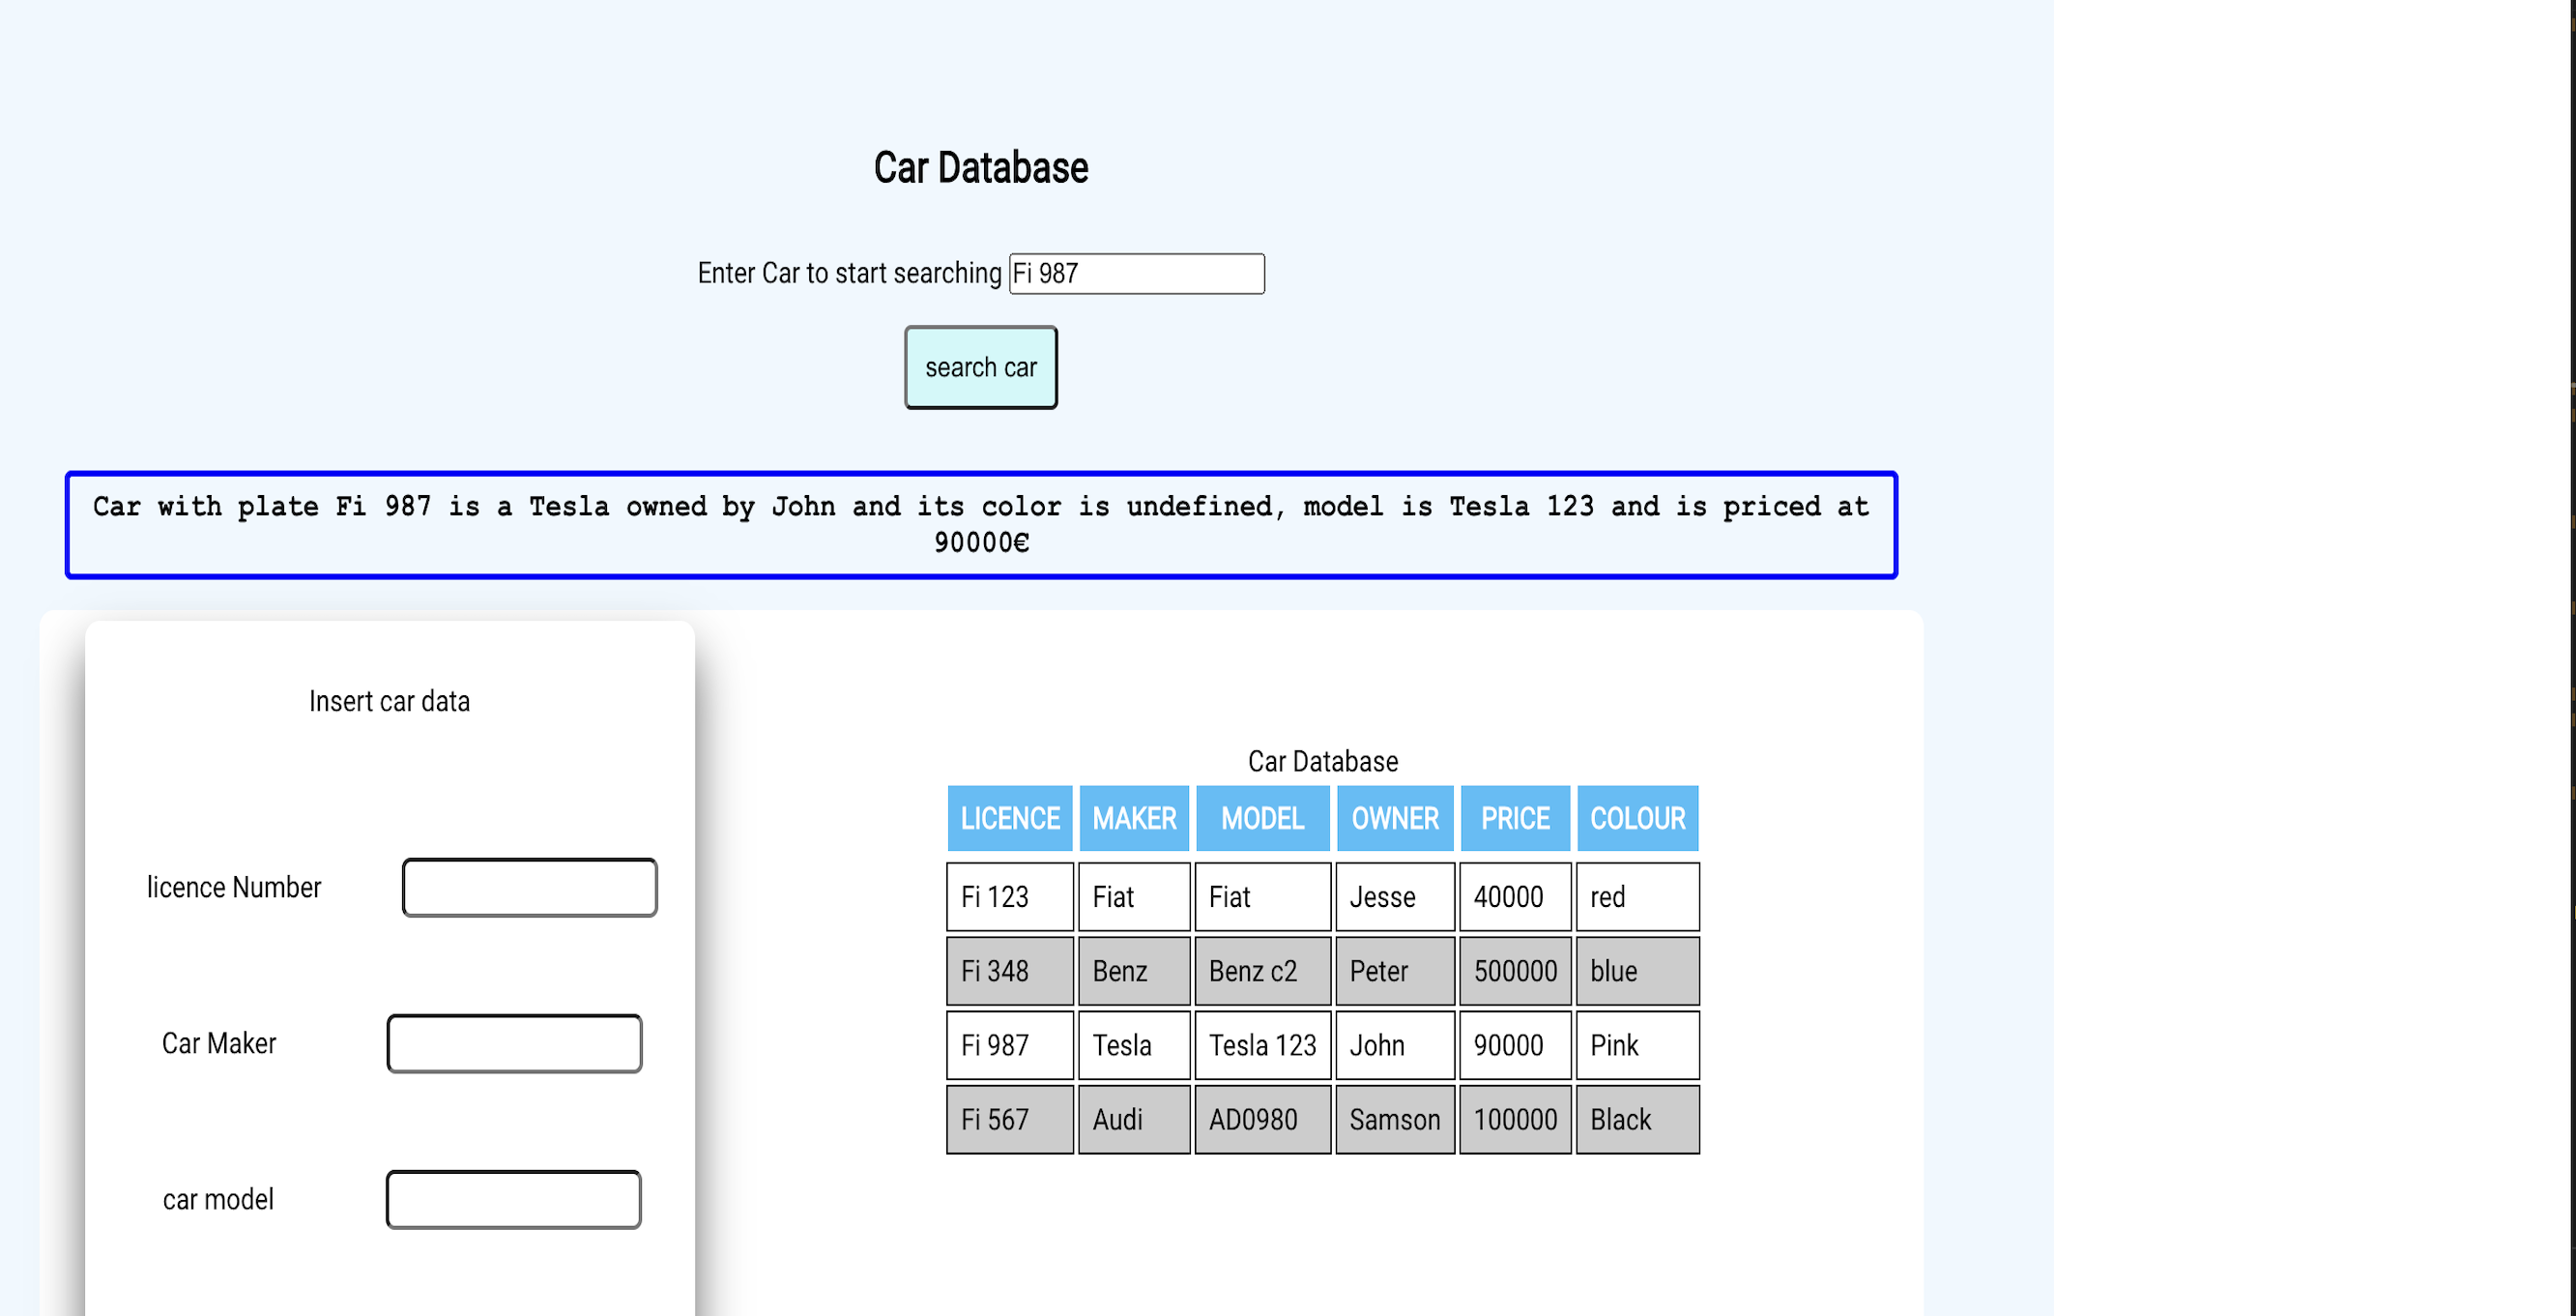 Car Database
Enter Car to start searching Fi 987
search car
Car with plate Fi 987 is a Tesla owned by John and its color is undefined, model is Tesla 123 and is priced at
90000€
Insert car data
licence Number
Car Maker
car model
Car Database
LICENCE MAKER MODEL OWNER PRICE COLOUR
Fi 123 Fiat Fiat Jesse 40000 red
Fi 348 Benz Benz c2 Peter 500000 blue
Fi 987 Tesla Tesla 123 John 90000 Pink
Fi 567 Audi AD0980 Samson 100000 Black